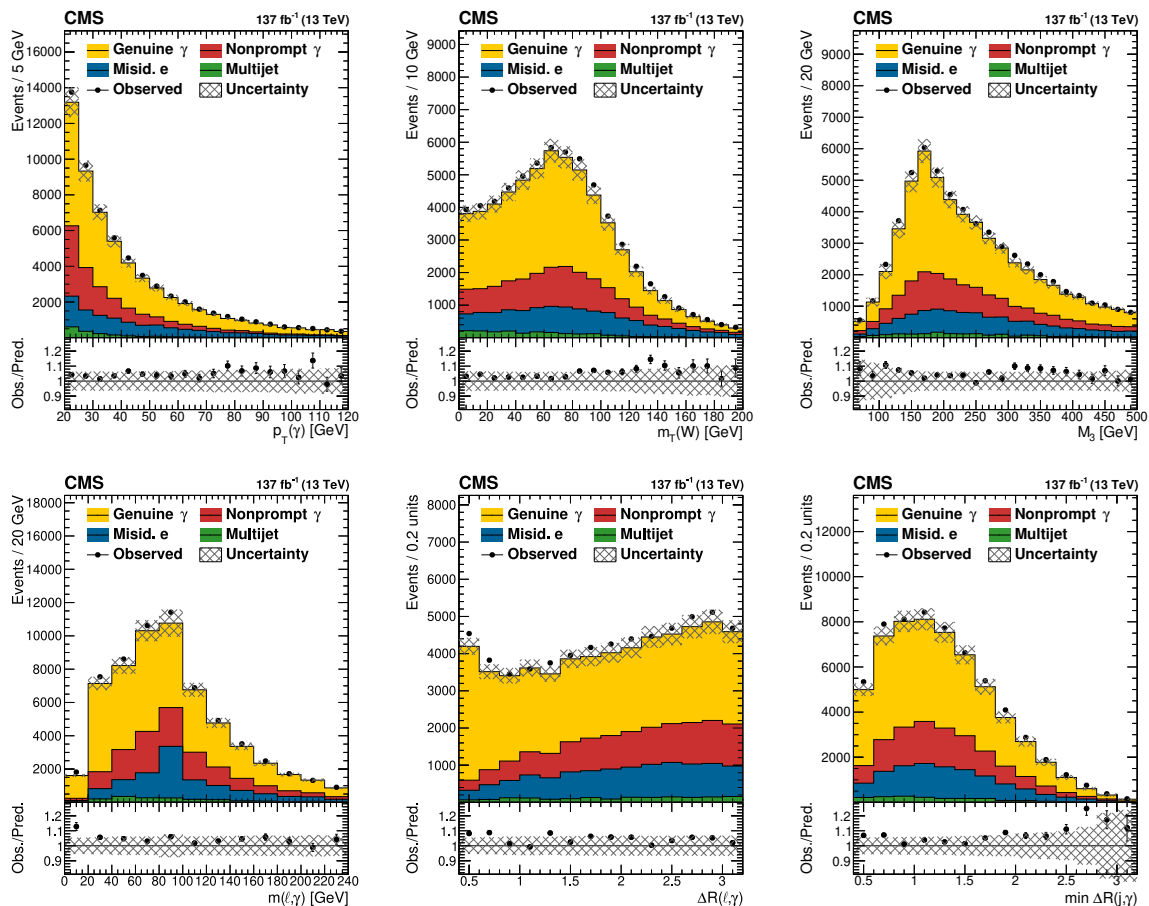 CMS 137 fb⁻¹ (13 TeV)
Events / 5 GeV
16000
14000
12000
10000
8000
6000
4000
2000
Genuine γ Nonprompt γ
Misid. e Multijet
Observed Uncertainty
Obs./Pred.
1.2
1.1
1
0.9
20 30 40 50 60 70 80 90 100 110 120
p_T(γ) [GeV]
CMS 137 fb⁻¹ (13 TeV)
Events / 10 GeV
9000
8000
7000
6000
5000
4000
3000
2000
1000
Genuine γ Nonprompt γ
Misid. e Multijet
Observed Uncertainty
Obs./Pred.
1.2
1.1
1
0.9
0 20 40 60 80 100 120 140 160 180 200
m_T(W) [GeV]
CMS 137 fb⁻¹ (13 TeV)
Events / 20 GeV
9000
8000
7000
6000
5000
4000
3000
2000
1000
Genuine γ Nonprompt γ
Misid. e Multijet
Observed Uncertainty
Obs./Pred.
1.2
1.1
1
0.9
100 150 200 250 300 350 400 450 500
M_3 [GeV]
CMS 137 fb⁻¹ (13 TeV)
Events / 20 GeV
18000
16000
14000
12000
10000
8000
6000
4000
2000
Genuine γ Nonprompt γ
Misid. e Multijet
Observed Uncertainty
Obs./Pred.
1.2
1.1
1
0.9
0 20 40 60 80 100 120 140 160 180 200 220 240
m(ℓ,γ) [GeV]
CMS 137 fb⁻¹ (13 TeV)
Events / 0.2 units
8000
7000
6000
5000
4000
3000
2000
1000
Genuine γ Nonprompt γ
Misid. e Multijet
Observed Uncertainty
Obs./Pred.
1.2
1.1
1
0.9
0.5 1 1.5 2 2.5 3
ΔR(ℓ,γ)
CMS 137 fb⁻¹ (13 TeV)
Events / 0.2 units
12000
10000
8000
6000
4000
2000
Genuine γ Nonprompt γ
Misid. e Multijet
Observed Uncertainty
Obs./Pred.
1.2
1.1
1
0.9
0.5 1 1.5 2 2.5 3
min ΔR(j,γ)